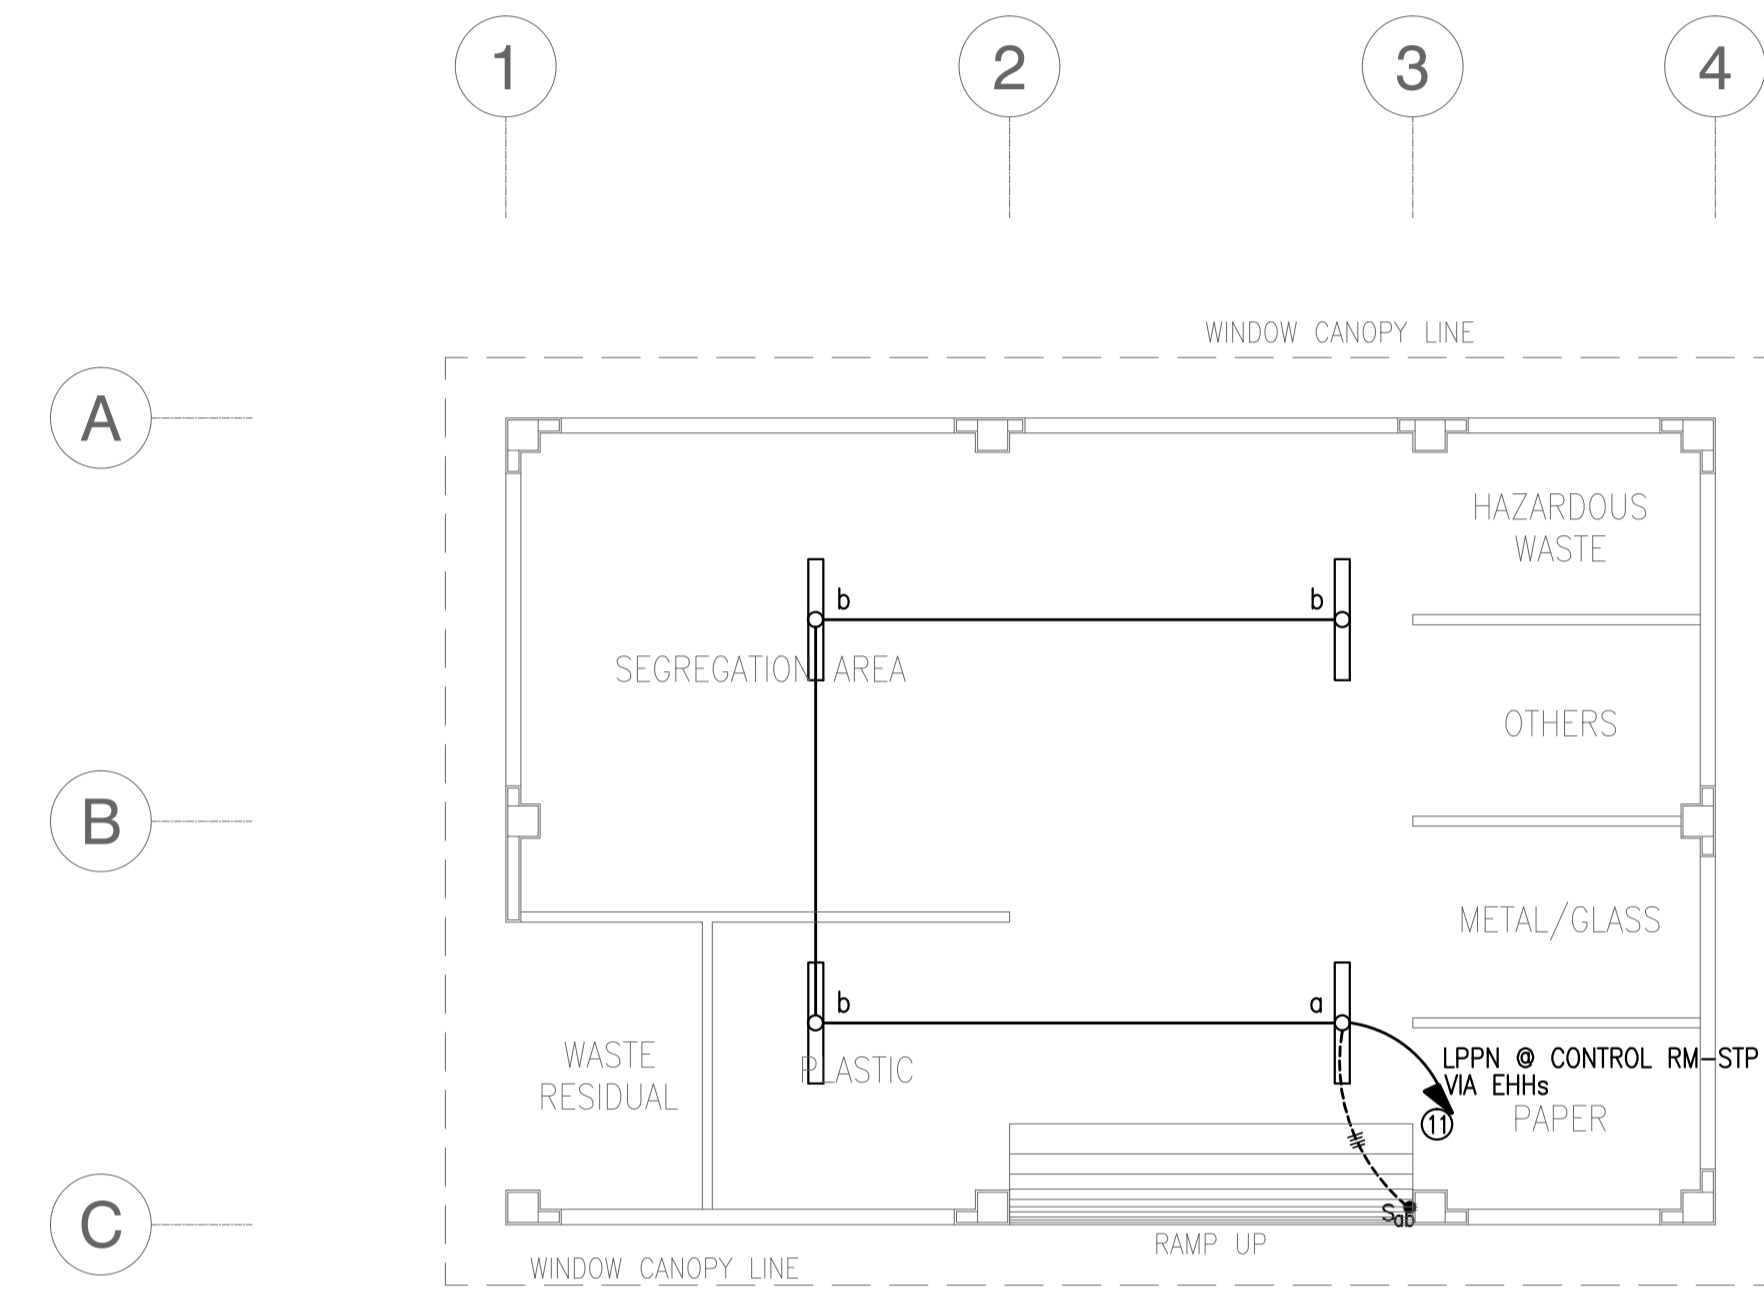 1
2
3
4
WINDOW CANOPY LINE
A
HAZARDOUS
WASTE
b
b
SEGREGATION AREA
OTHERS
B
METAL/GLASS
b
a
WASTE
RESIDUAL
PLASTIC
LPPN @ CONTROL RM-STP
VIA EHHs
11
PAPER
C
Sab
RAMP UP
WINDOW CANOPY LINE